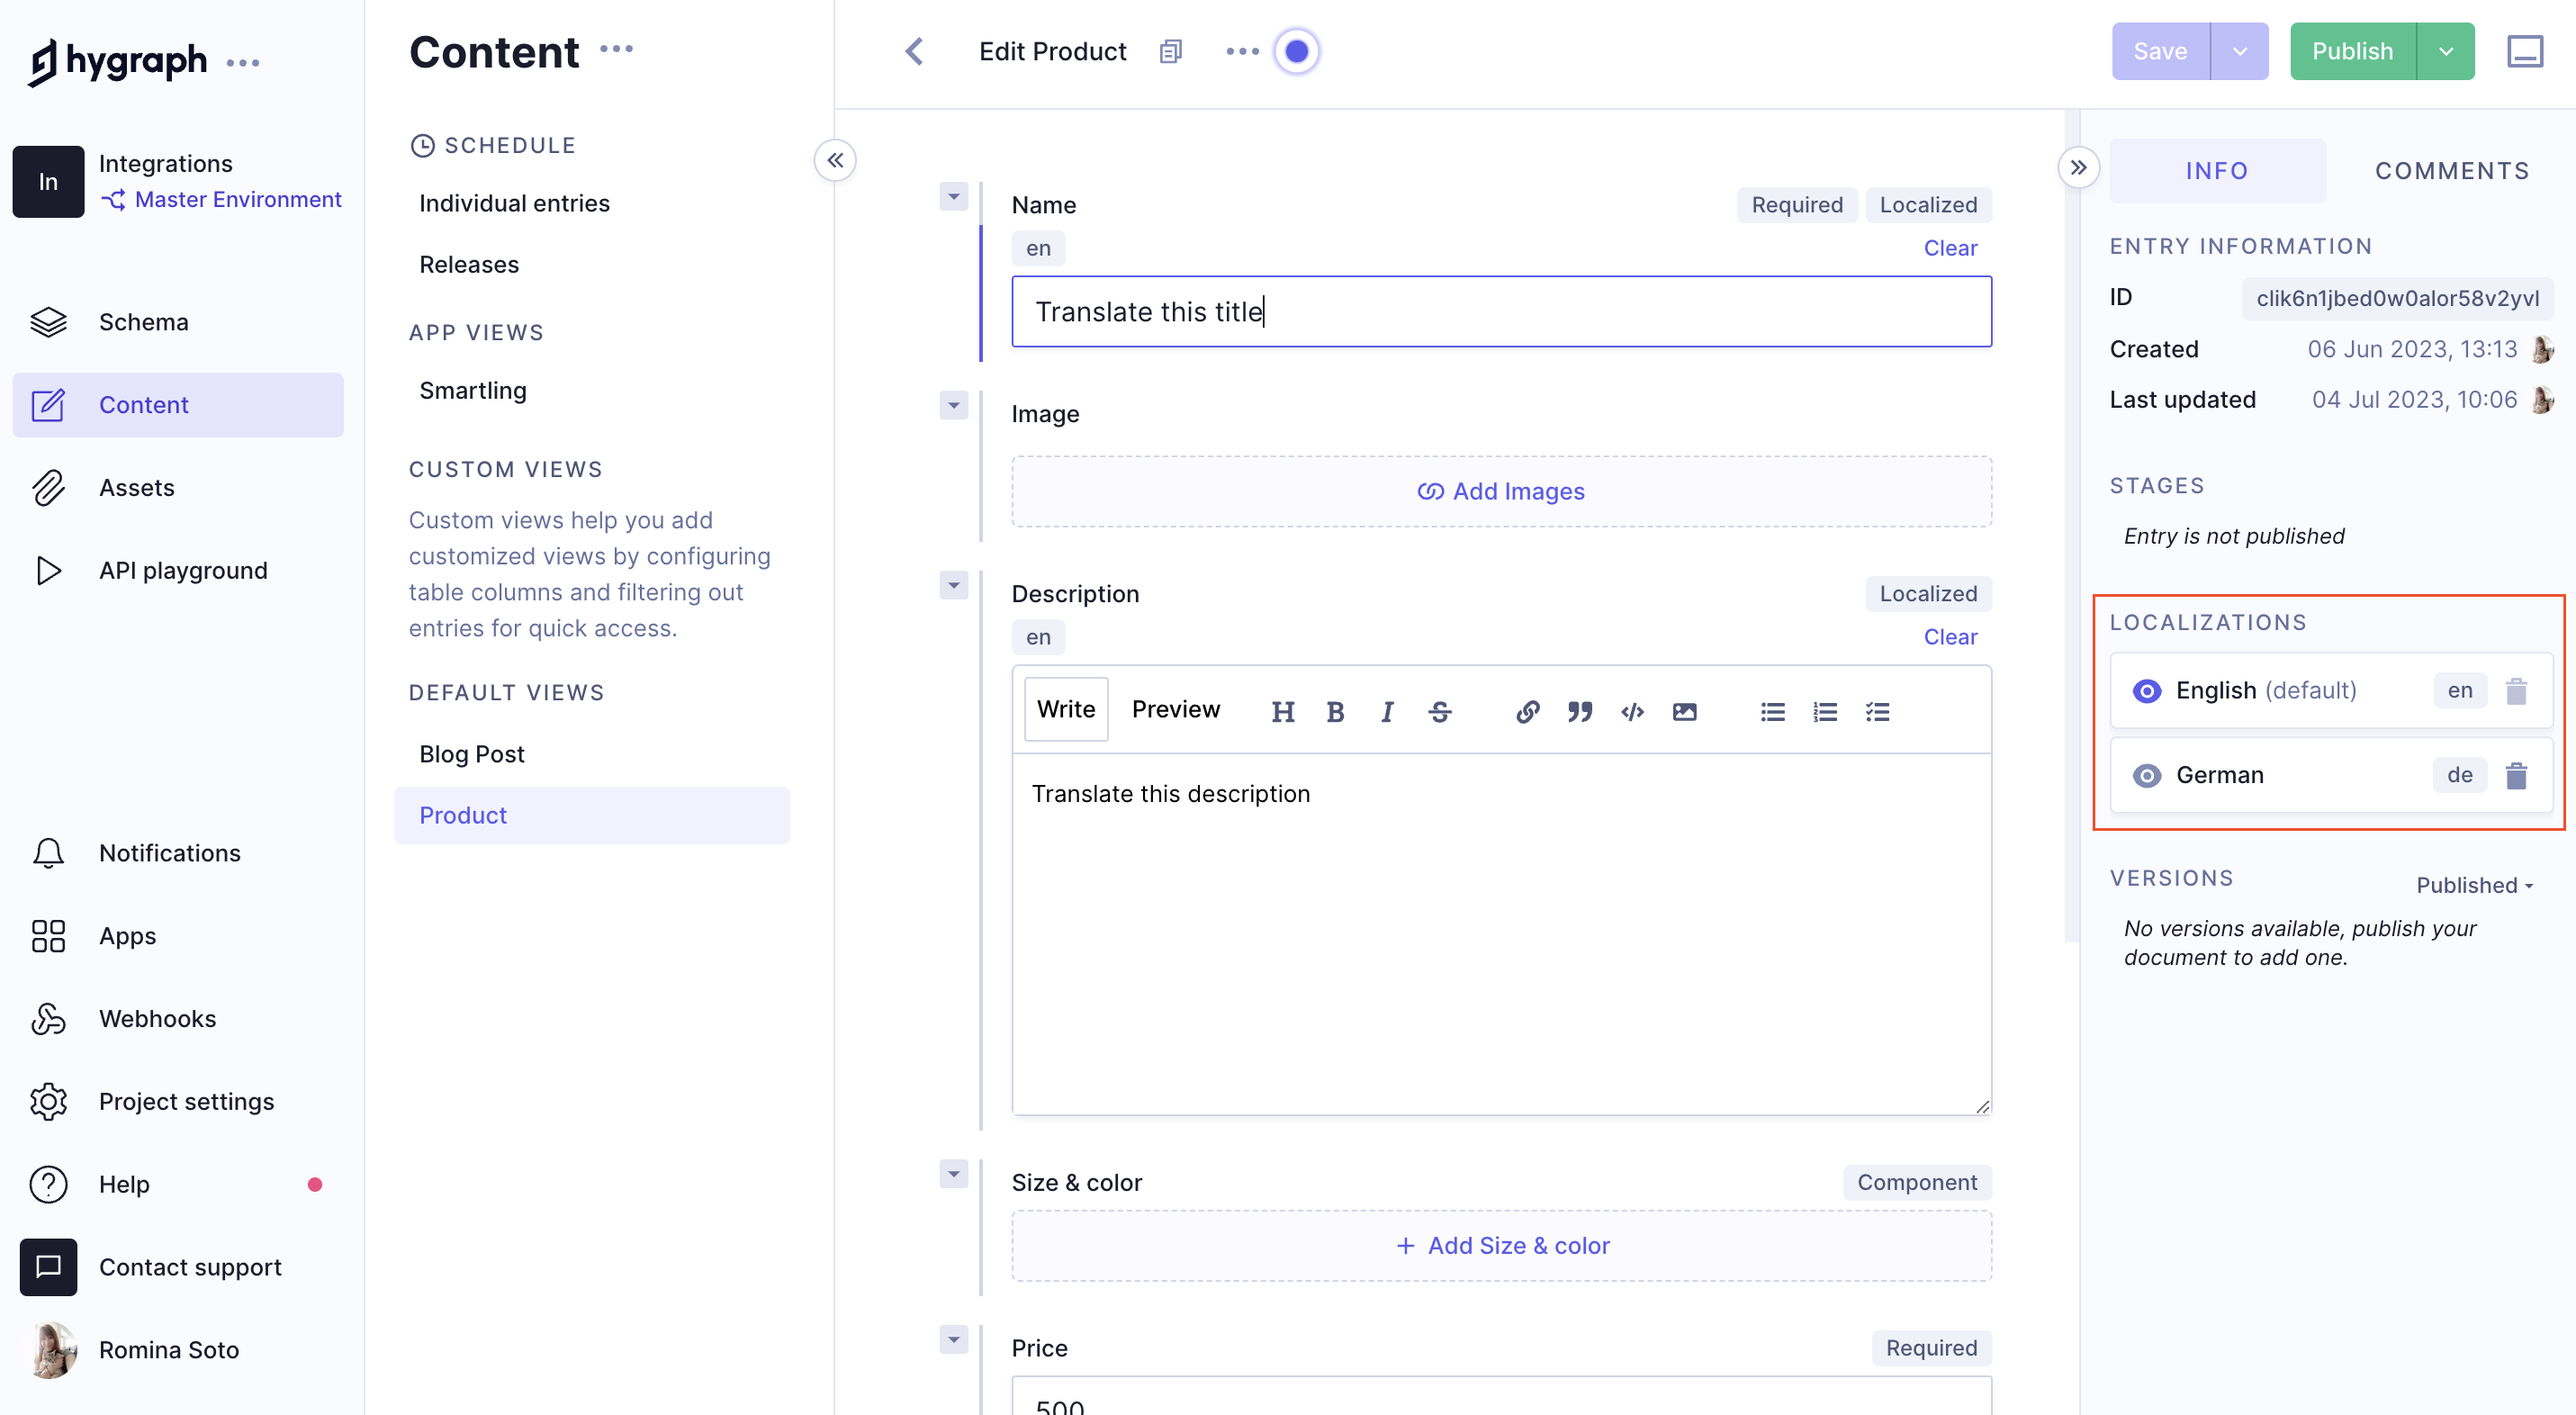 hygraph
In
Integrations
Master Environment
Schema
Content
Assets
API playground
Notifications
Apps
Webhooks
Project settings
Help
Contact support
Romina Soto
Content
SCHEDULE
Individual entries
Releases
APP VIEWS
Smartling
CUSTOM VIEWS
Custom views help you add
customized views by configuring
table columns and filtering out
entries for quick access.
DEFAULT VIEWS
Blog Post
Product
Edit Product
Save
Publish
Name
Required
Localized
en
Clear
Translate this title
Image
Add Images
Description
Localized
en
Clear
Write
Preview
H B I S
Translate this description
Size & color
Component
+ Add Size & color
Price
Required
500
INFO
COMMENTS
ENTRY INFORMATION
ID clik6n1jbed0w0alor58v2yvl
Created 06 Jun 2023, 13:13
Last updated 04 Jul 2023, 10:06
STAGES
Entry is not published
LOCALIZATIONS
English (default) en
German de
VERSIONS
Published
No versions available, publish your
document to add one.